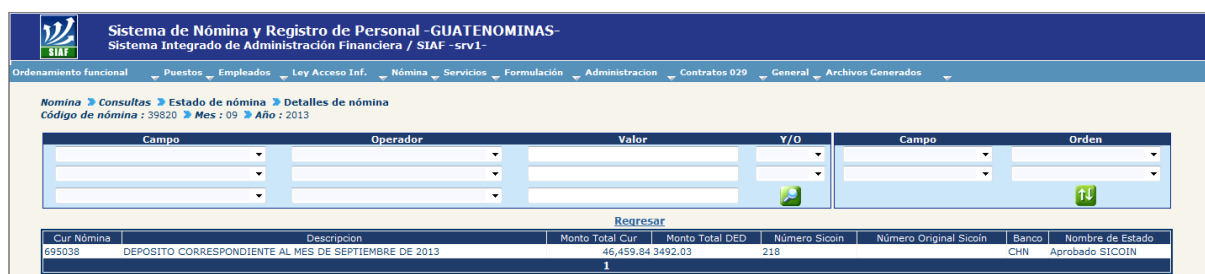 SIAF
Sistema de Nómina y Registro de Personal -GUATENOMINAS-
Sistema Integrado de Administración Financiera / SIAF -srv1-
Ordenamiento funcional Puestos Empleados Ley Acceso Inf. Nómina Servicios Formulación Administracion Contratos 029 General Archivos Generados
Nomina Consultas Estado de nómina Detalles de nómina
Código de nómina : 39820 Mes : 09 Año : 2013
Campo Operador Valor Y/O Campo Orden
Regresar
Cur Nómina Descripcion Monto Total Cur Monto Total DED Número Sicoin Número Original Sicoín Banco Nombre de Estado
695038 DEPOSITO CORRESPONDIENTE AL MES DE SEPTIEMBRE DE 2013 46,459.84 3492.03 218 CHN Aprobado SICOIN
1